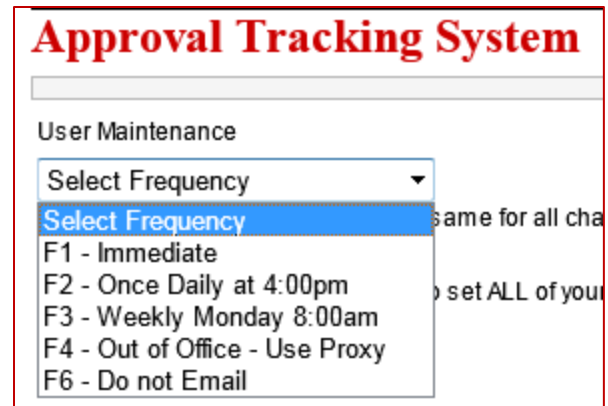 Approval Tracking System
User Maintenance
Select Frequency
Select Frequency
same for all cha
F1 - Immediate
F2 - Once Daily at 4:00pm
set ALL of your
F3 - Weekly Monday 8:00am
F4 - Out of Office - Use Proxy
F6 - Do not Email